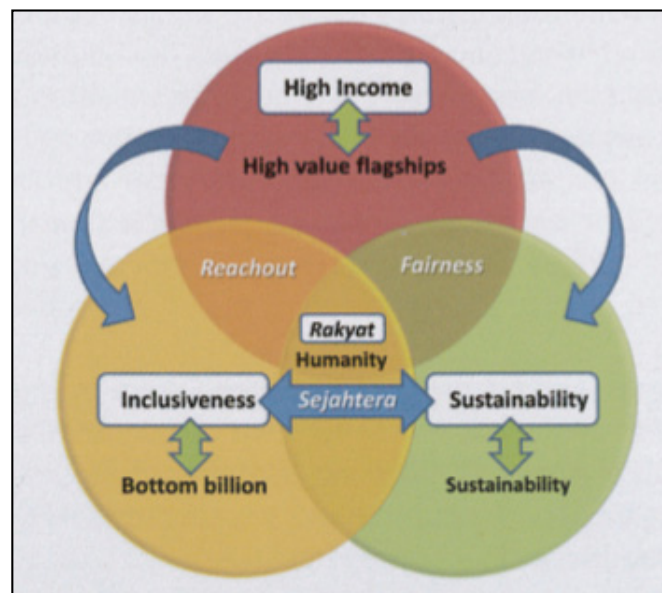 High Income
High value flagships
Reachout
Fairness
Rakyat
Humanity
Inclusiveness
Sejahtera
Sustainability
Bottom billion
Sustainability